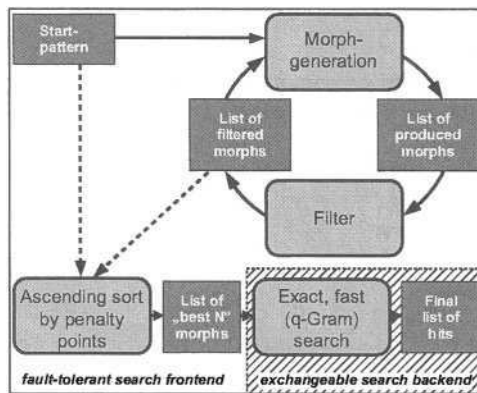 Start-
pattern
Morph-
generation
List of
filtered
morphs
List of
produced
morphs
Filter
Ascending sort
by penalty
points
List of
„best N"
morphs
Exact, fast
(q-Gram)
search
Final
list of
hits
fault-tolerant search frontend
exchangeable search backend